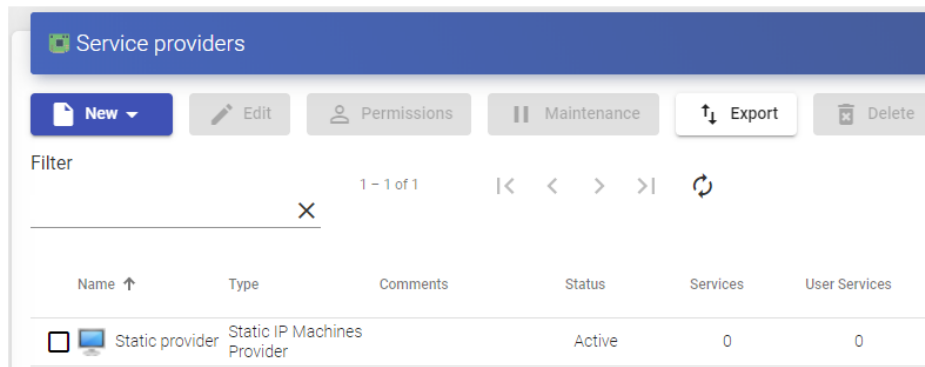 Service providers
New Edit Permissions Maintenance Export Delete
Filter
1 – 1 of 1
Name Type Comments Status Services User Services
Static provider Static IP Machines Provider Active 0 0